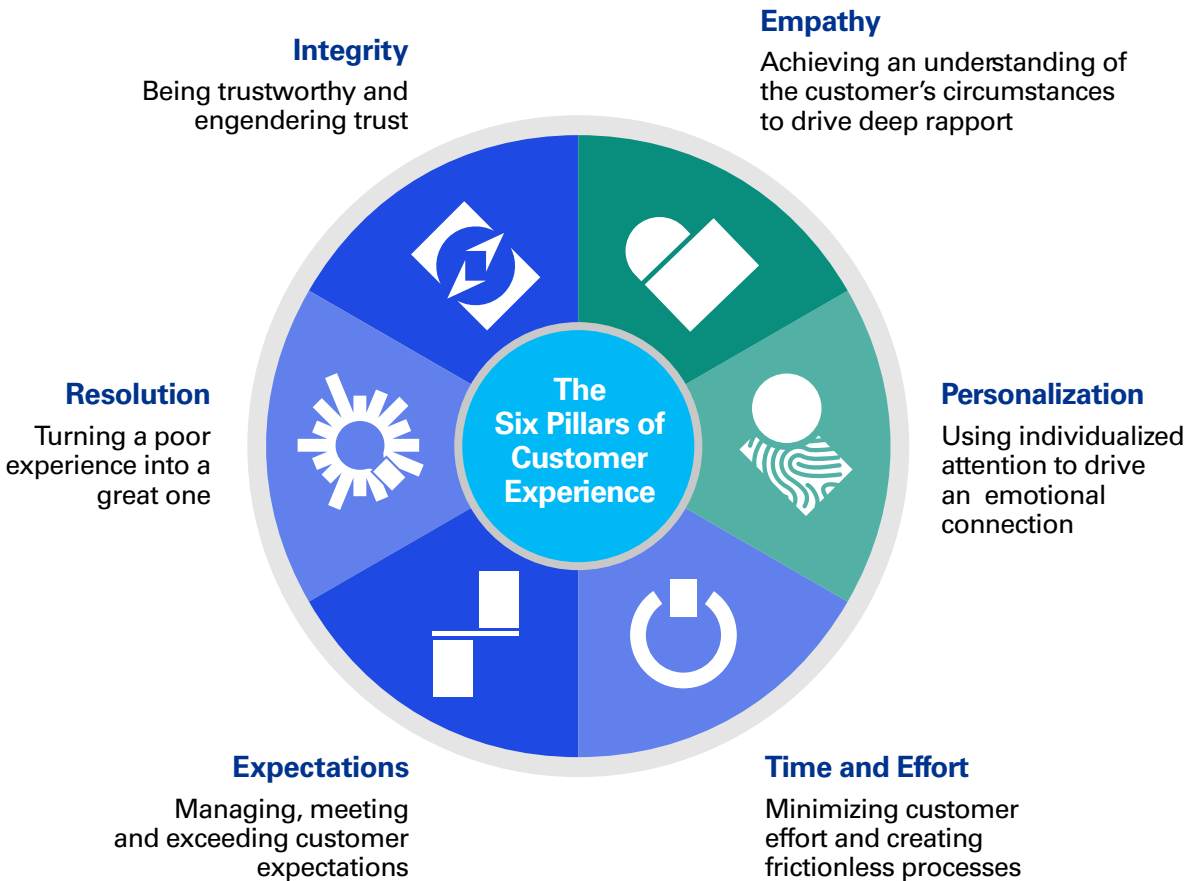 Integrity
Being trustworthy and
engendering trust
Empathy
Achieving an understanding of
the customer's circumstances
to drive deep rapport
Resolution
Turning a poor
experience into a
great one
The
Six Pillars of
Customer
Experience
Personalization
Using individualized
attention to drive
an emotional
connection
Expectations
Managing, meeting
and exceeding customer
expectations
Time and Effort
Minimizing customer
effort and creating
frictionless processes